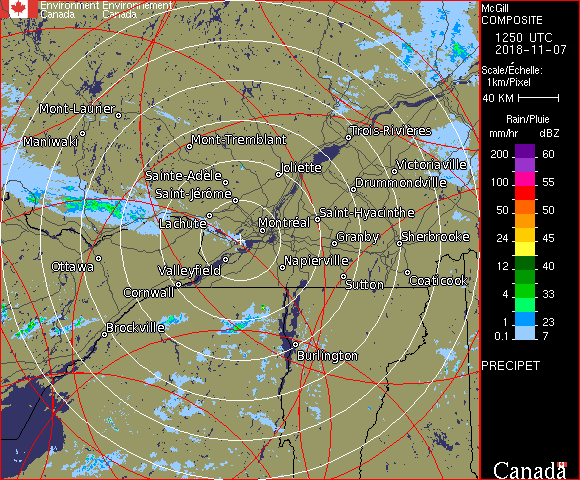 Environment Environnement
Canada Canada
Mont-Laurier
Maniwaki
Mont-Tremblant
Trois-Rivières
Sainte-Adèle
Joliette
Victoriaville
Saint-Jérôme
Drummondville
Lachute
Saint-Hyacinthe
Montréal
Granby
Sherbrooke
Ottawa
Valleyfield
Napierville
Cornwall
Sutton
Coaticook
Brockville
Burlington
McGill
COMPOSITE
1250 UTC
2018-11-07
Scale/Échelle:
1km/Pixel
40 KM
Rain/Pluie
mm/hr dBZ
200 60
100 55
50 50
24 45
12 40
4 33
1 23
0.1 7
PRECIPET
Canada